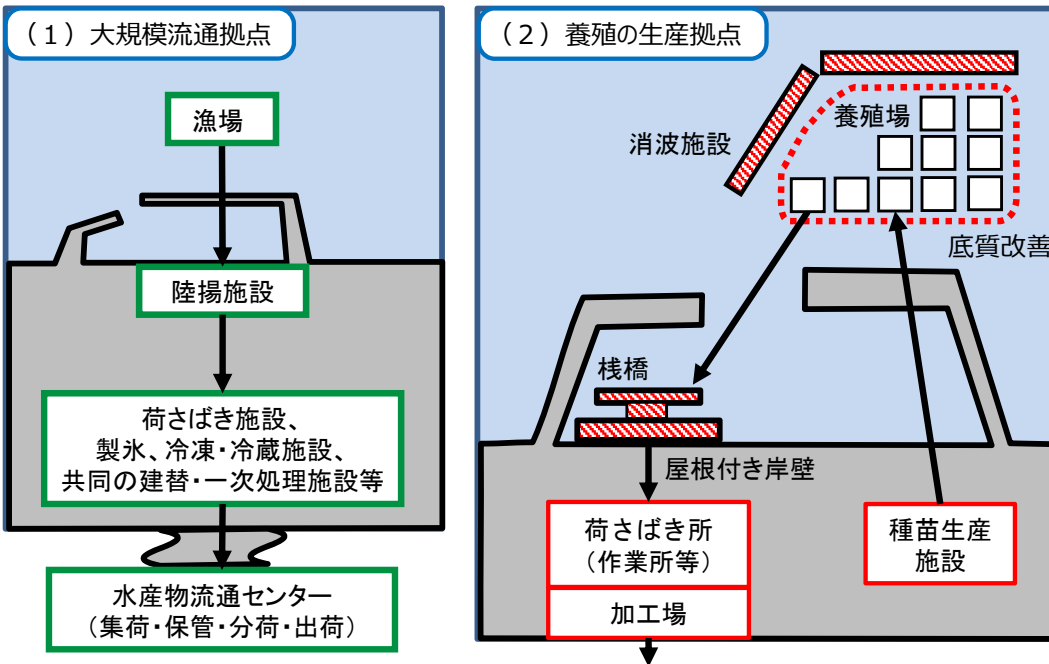 （１）大規模流通拠点
漁場
陸揚施設
荷さばき施設、
製氷、冷凍・冷蔵施設、
共同の建替・一次処理施設等
水産物流通センター
（集荷・保管・分荷・出荷）
（２）養殖の生産拠点
養殖場
消波施設
底質改善
桟橋
屋根付き岸壁
荷さばき所
（作業所等）
加工場
種苗生産
施設